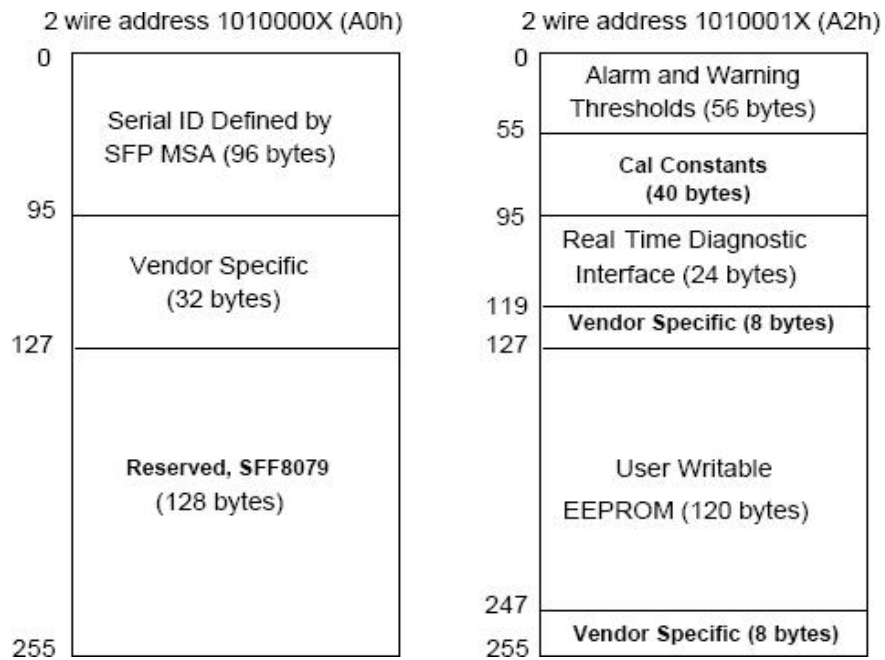 2 wire address 1010000X (A0h)
0
Serial ID Defined by
SFP MSA (96 bytes)
95
Vendor Specific
(32 bytes)
127
Reserved, SFF8079
(128 bytes)
255
2 wire address 1010001X (A2h)
0
Alarm and Warning
Thresholds (56 bytes)
55
Cal Constants
(40 bytes)
95
Real Time Diagnostic
Interface (24 bytes)
119
Vendor Specific (8 bytes)
127
User Writable
EEPROM (120 bytes)
247
Vendor Specific (8 bytes)
255